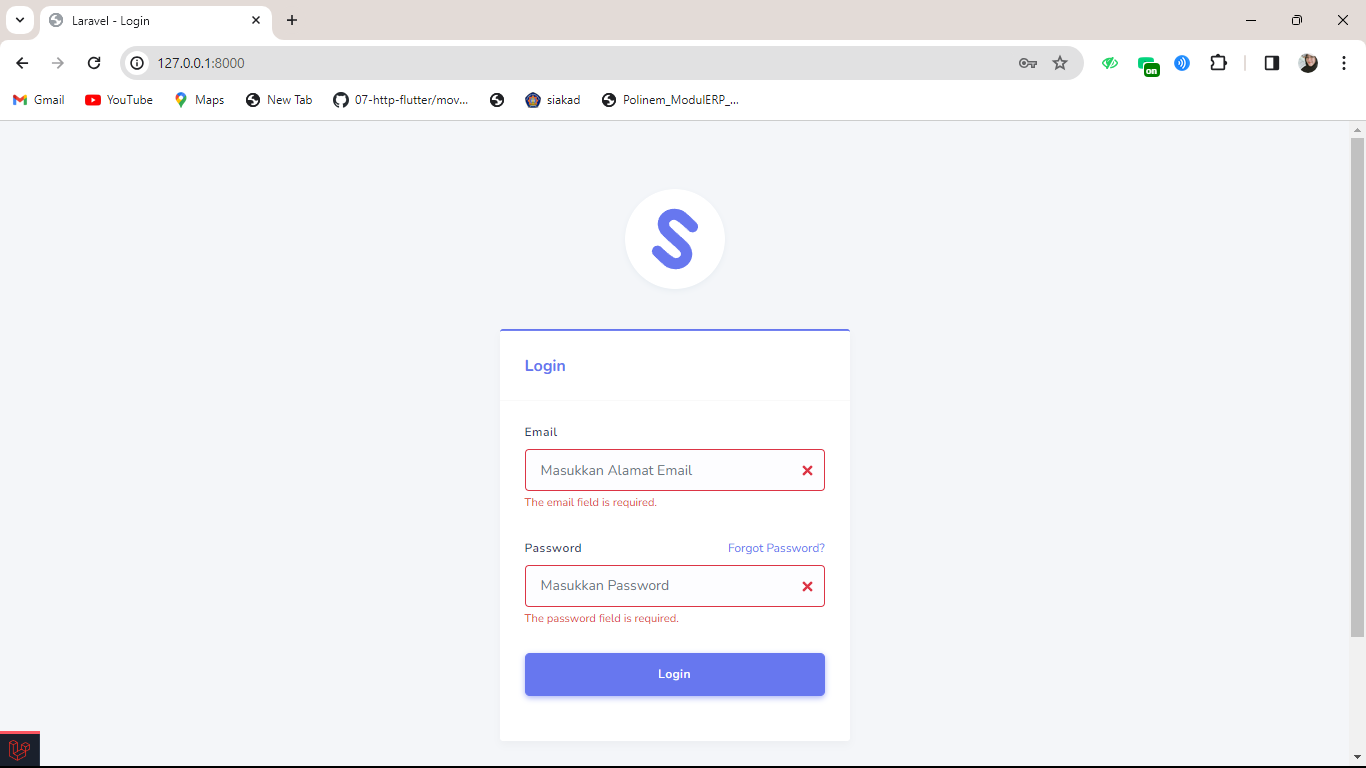 Laravel - Login
127.0.0.1:8000
on
Gmail YouTube Maps New Tab 07-http-flutter/mov... siakad Polinem_ModulERP_...
S
Login
Email
Masukkan Alamat Email
The email field is required.
Password Forgot Password?
Masukkan Password
The password field is required.
Login